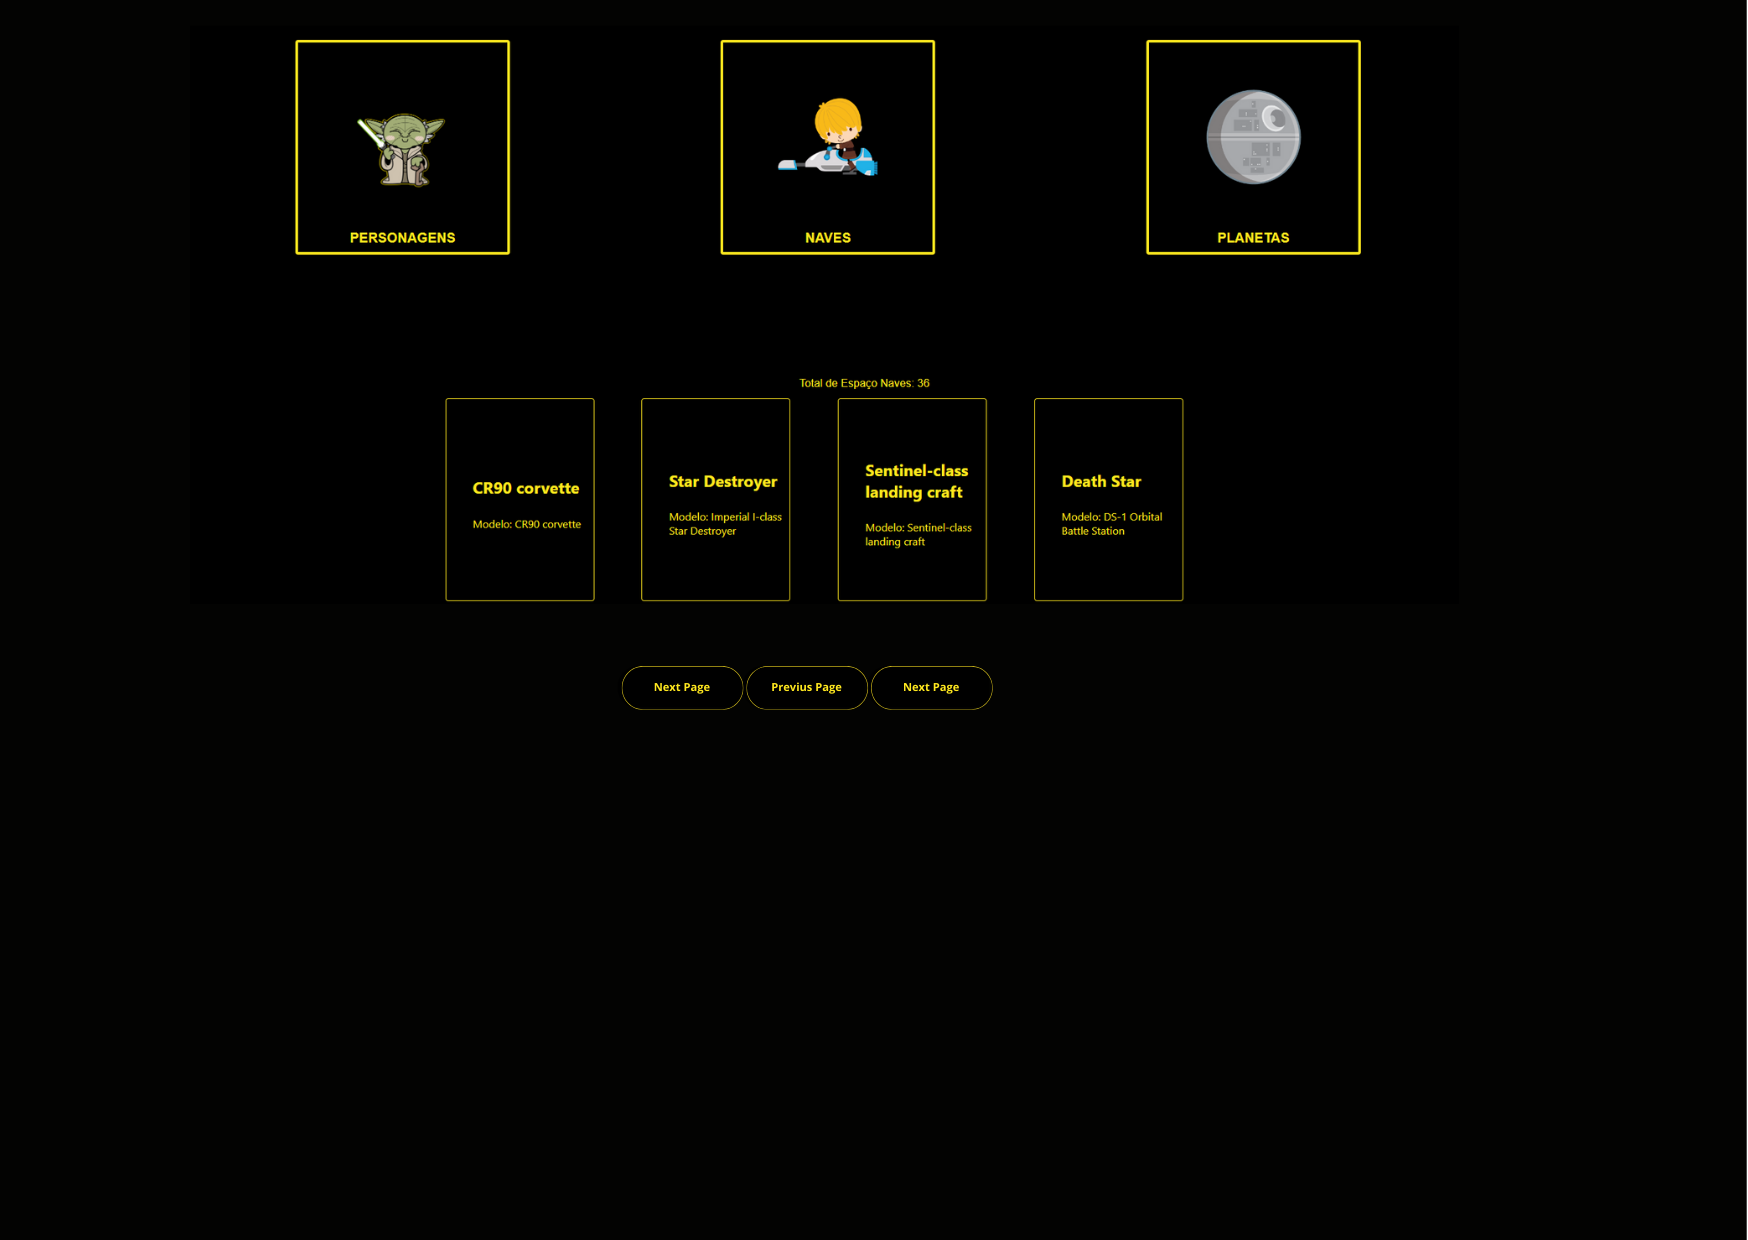 PERSONAGENS
NAVES
PLANETAS
Total de Espaço Naves: 36
CR90 corvette
Modelo: CR90 corvette
Star Destroyer
Modelo: Imperial I-class
Star Destroyer
Sentinel-class
landing craft
Modelo: Sentinel-class
landing craft
Death Star
Modelo: DS-1 Orbital
Battle Station
Next Page
Previus Page
Next Page